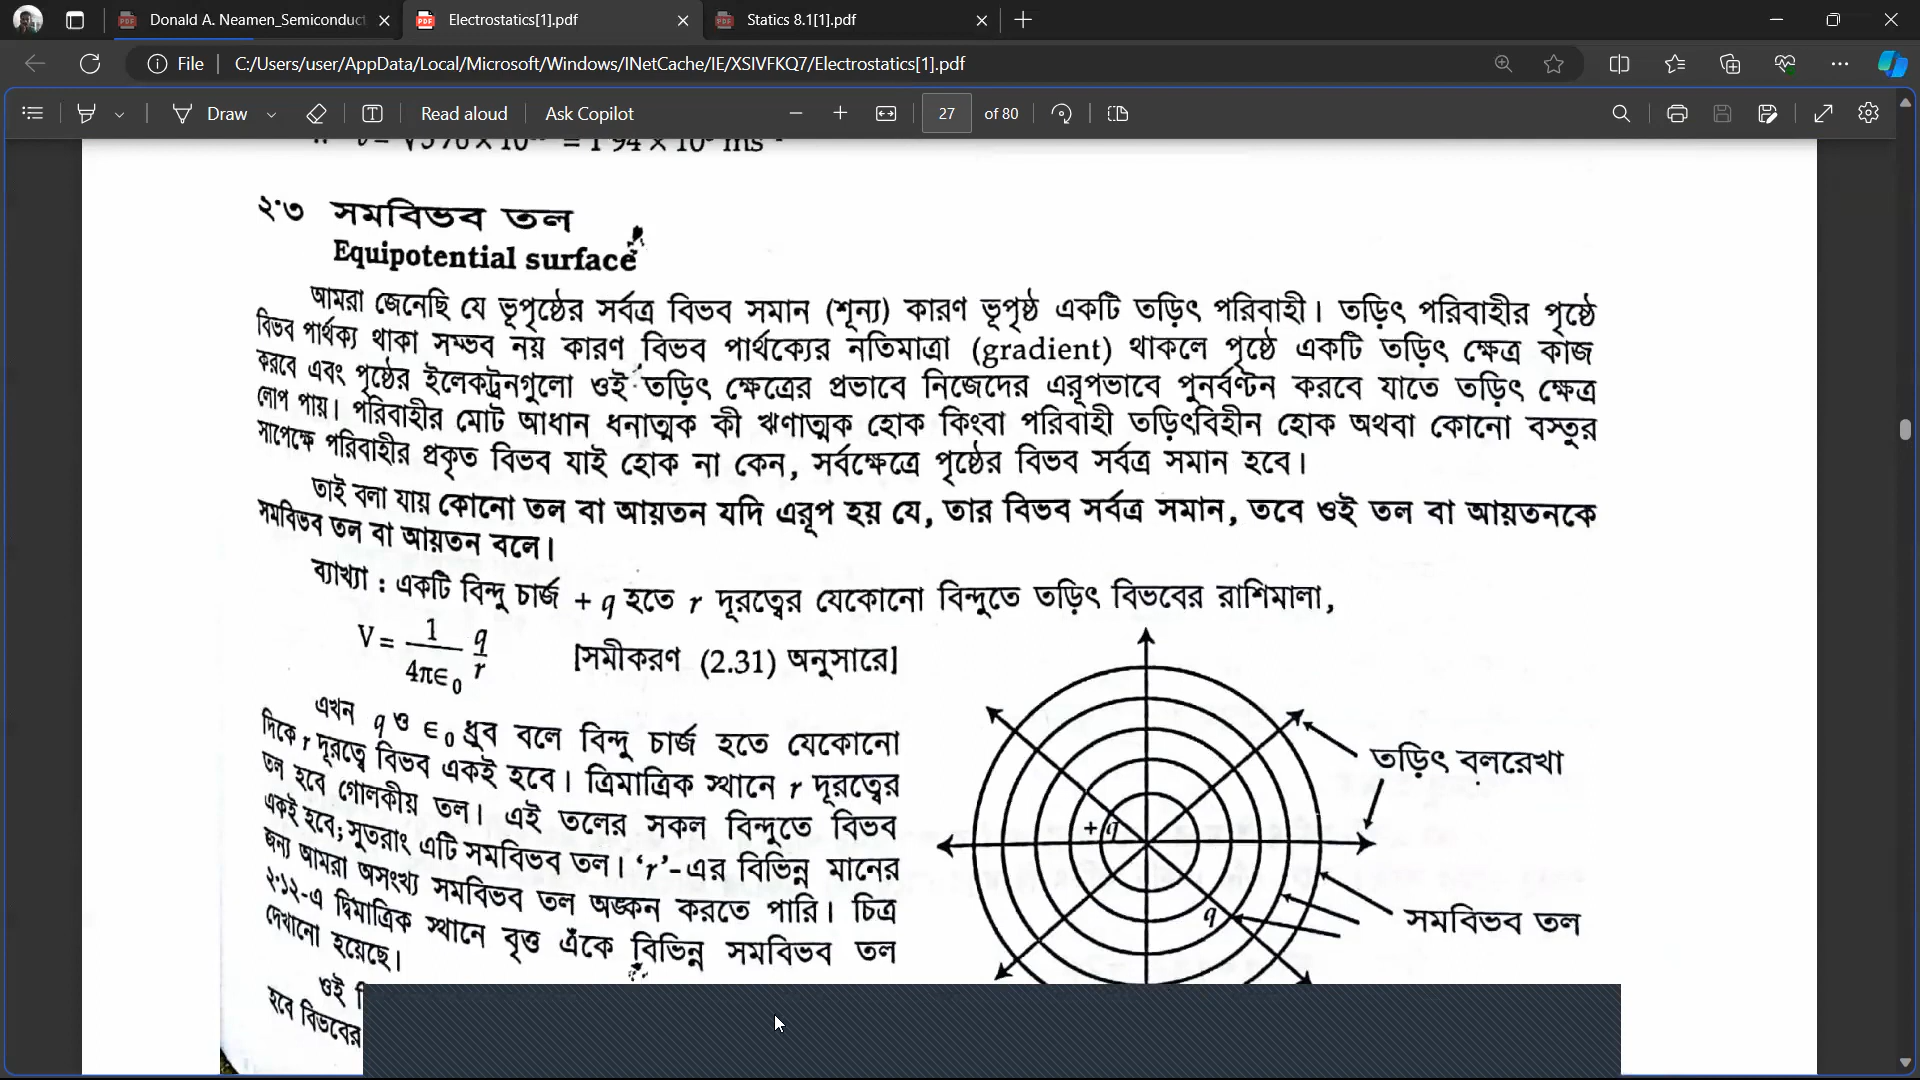 Donald A. Neamen_Semiconduct
Electrostatics[1].pdf
Statics 8.1[1].pdf
File
C:/Users/user/AppData/Local/Microsoft/Windows/INetCache/IE/XSIVFKQ7/Electrostatics[1].pdf
Draw
Read aloud
Ask Copilot
27 of 80
২·৩ সমবিভব তল
Equipotential surface
আমরা জেনেছি যে ভূপৃষ্ঠের সর্বত্র বিভব সমান (শূন্য) কারণ ভূপৃষ্ঠ একটি তড়িৎ পরিবাহী। তড়িৎ পরিবাহীর পৃষ্ঠে
বিভব পার্থক্য থাকা সম্ভব নয় কারণ বিভব পার্থক্যের নতিমাত্রা (gradient) থাকলে পৃষ্ঠে একটি তড়িৎ ক্ষেত্র কাজ
করবে এবং পৃষ্ঠের ইলেকট্রনগুলো ওই তড়িৎ ক্ষেত্রের প্রভাবে নিজেদের এরূপভাবে পুনর্বণ্টন করবে যাতে তড়িৎ ক্ষেত্র
লোপ পায়। পরিবাহীর মোট আধান ধনাত্মক কী ঋণাত্মক হোক কিংবা পরিবাহী তড়িৎবিহীন হোক অথবা কোনো বস্তুর
সাপেক্ষে পরিবাহীর প্রকৃত বিভব যাই হোক না কেন, সর্বক্ষেত্রে পৃষ্ঠের বিভব সর্বত্র সমান হবে।
তাই বলা যায় কোনো তল বা আয়তন যদি এরূপ হয় যে, তার বিভব সর্বত্র সমান, তবে ওই তল বা আয়তনকে
সমবিভব তল বা আয়তন বলে।
ব্যাখ্যা : একটি বিন্দু চার্জ + q হতে r দূরত্বের যেকোনো বিন্দুতে তড়িৎ বিভবের রাশিমালা,
V = 1/4π∈₀ q/r [সমীকরণ (2.31) অনুসারে]
এখন q ও ∈₀ ধ্রুব বলে বিন্দু চার্জ হতে যেকোনো
দিকে r দূরত্বে বিভব একই হবে। ত্রিমাত্রিক স্থানে r দূরত্বের
তল হবে গোলকীয় তল। এই তলের সকল বিন্দুতে বিভব
একই হবে; সুতরাং এটি সমবিভব তল। ‘r’-এর বিভিন্ন মানের
জন্য আমরা অসংখ্য সমবিভব তল অঙ্কন করতে পারি। চিত্র
২·১২-এ দ্বিমাত্রিক স্থানে বৃত্ত এঁকে বিভিন্ন সমবিভব তল
দেখানো হয়েছে।
ওই
হবে বিভবের
তড়িৎ বলরেখা
+q
q
সমবিভব তল